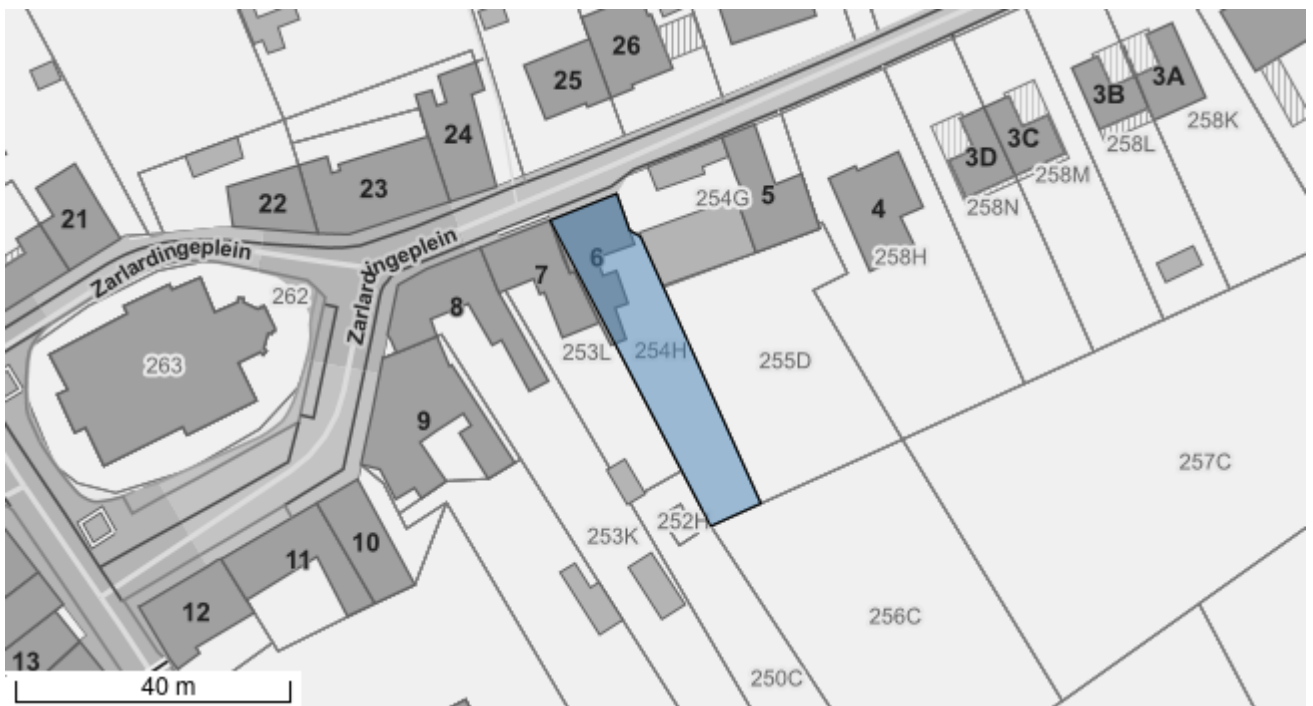 26
25
3A
3B
258K
24
258L
3C
3D
258M
23
254G
5
22
4
258N
21
Zarlardingeplein
Zarlardingeplein
6
258H
7
262
8
263
253L
254H
255D
9
257C
252H
253K
10
11
12
256C
13
250C
40 m